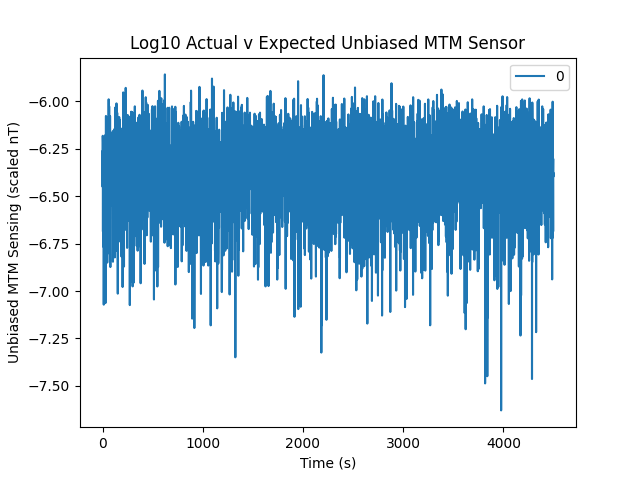 Log10 Actual v Expected Unbiased MTM Sensor
0
Unbiased MTM Sensing (scaled nT)
−6.00
−6.25
−6.50
−6.75
−7.00
−7.25
−7.50
0 1000 2000 3000 4000
Time (s)